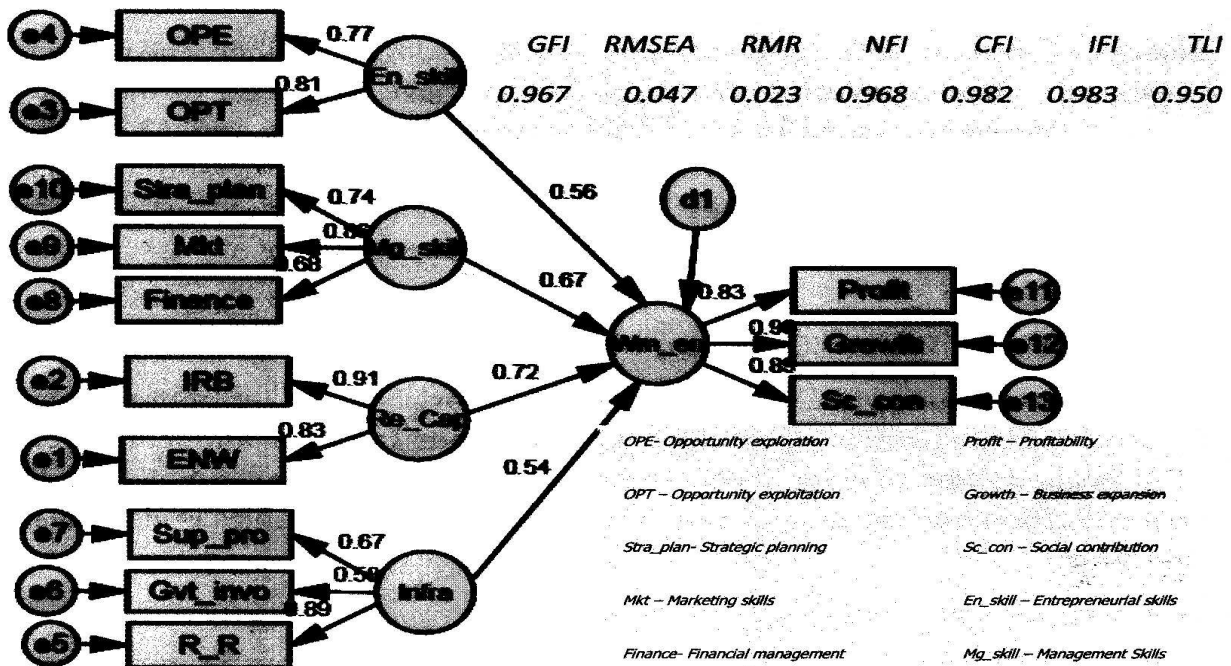 GFI RMSEA RMR NFI CFI IFI TLI
0.967 0.047 0.023 0.968 0.982 0.983 0.950
e4 OPE 0.77
En_skill
e3 OPT 0.81
e10 Stra_plan 0.74
e9 Mkt
Mg_skill
e8 Finance 0.68
e2 IRB 0.91
Re_Cap
e1 ENW 0.83
e7 Sup_pro 0.67
e6 Gvt_invo
Infra
e5 R_R 0.89
0.56
0.67
0.72
0.54
d1
0.83 Profit e11
Growth e12
Sc_con e13
OPE- Opportunity exploration
Profit – Profitability
OPT – Opportunity exploitation
Growth – Business expansion
Stra_plan- Strategic planning
Sc_con – Social contribution
Mkt – Marketing skills
En_skill – Entrepreneurial skills
Finance- Financial management
Mg_skill – Management Skills